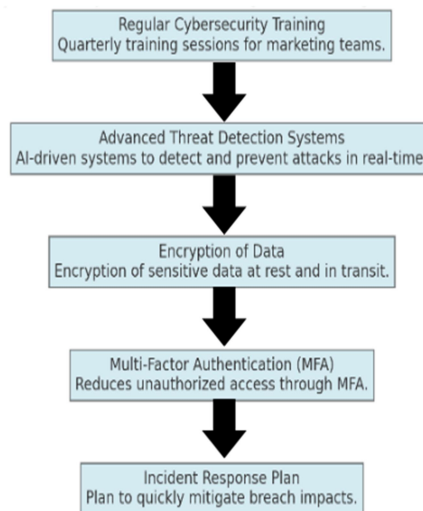 Regular Cybersecurity Training
Quarterly training sessions for marketing teams.
Advanced Threat Detection Systems
AI-driven systems to detect and prevent attacks in real-time
Encryption of Data
Encryption of sensitive data at rest and in transit.
Multi-Factor Authentication (MFA)
Reduces unauthorized access through MFA.
Incident Response Plan
Plan to quickly mitigate breach impacts.